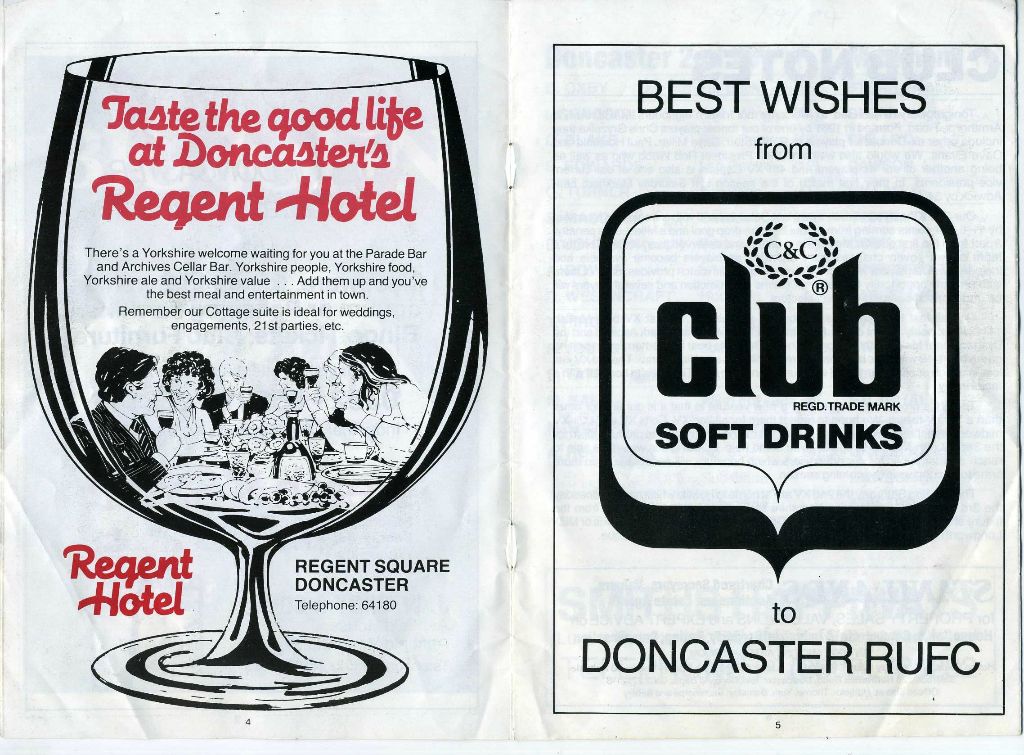 Taste the good life
at Doncaster's
Regent Hotel
There's a Yorkshire welcome waiting for you at the Parade Bar
and Archives Cellar Bar. Yorkshire people, Yorkshire food,
Yorkshire ale and Yorkshire value . . . Add them up and you've
the best meal and entertainment in town.
Remember our Cottage suite is ideal for weddings,
engagements, 21st parties, etc.
Regent
Hotel
REGENT SQUARE
DONCASTER
Telephone: 64180
4
BEST WISHES
from
C&C
®
club
REGD. TRADE MARK
SOFT DRINKS
to
DONCASTER RUFC
5